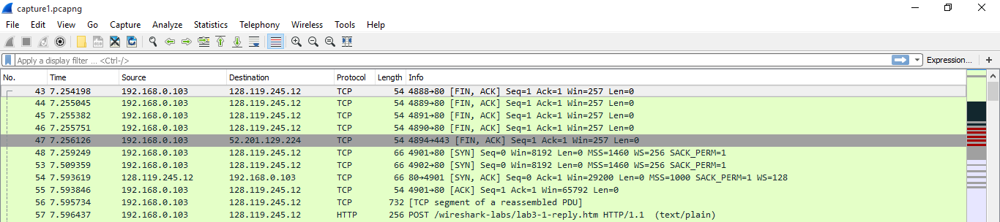 capture1.pcapng
File Edit View Go Capture Analyze Statistics Telephony Wireless Tools Help
Apply a display filter ... <Ctrl-/> Expression... +
No. Time Source Destination Protocol Length Info
43 7.254198 192.168.0.103 128.119.245.12 TCP 54 4888→80 [FIN, ACK] Seq=1 Ack=1 Win=257 Len=0
44 7.255045 192.168.0.103 128.119.245.12 TCP 54 4889→80 [FIN, ACK] Seq=1 Ack=1 Win=257 Len=0
45 7.255382 192.168.0.103 128.119.245.12 TCP 54 4891→80 [FIN, ACK] Seq=1 Ack=1 Win=257 Len=0
46 7.255751 192.168.0.103 128.119.245.12 TCP 54 4890→80 [FIN, ACK] Seq=1 Ack=1 Win=257 Len=0
47 7.256126 192.168.0.103 52.201.129.224 TCP 54 4894→443 [FIN, ACK] Seq=1 Ack=1 Win=257 Len=0
48 7.259249 192.168.0.103 128.119.245.12 TCP 66 4901→80 [SYN] Seq=0 Win=8192 Len=0 MSS=1460 WS=256 SACK_PERM=1
53 7.509359 192.168.0.103 128.119.245.12 TCP 66 4902→80 [SYN] Seq=0 Win=8192 Len=0 MSS=1460 WS=256 SACK_PERM=1
54 7.593619 128.119.245.12 192.168.0.103 TCP 66 80→4901 [SYN, ACK] Seq=0 Ack=1 Win=29200 Len=0 MSS=1000 SACK_PERM=1 WS=128
55 7.593846 192.168.0.103 128.119.245.12 TCP 54 4901→80 [ACK] Seq=1 Ack=1 Win=65792 Len=0
56 7.595734 192.168.0.103 128.119.245.12 TCP 732 [TCP segment of a reassembled PDU]
57 7.596437 192.168.0.103 128.119.245.12 HTTP 256 POST /wireshark-labs/lab3-1-reply.htm HTTP/1.1 (text/plain)